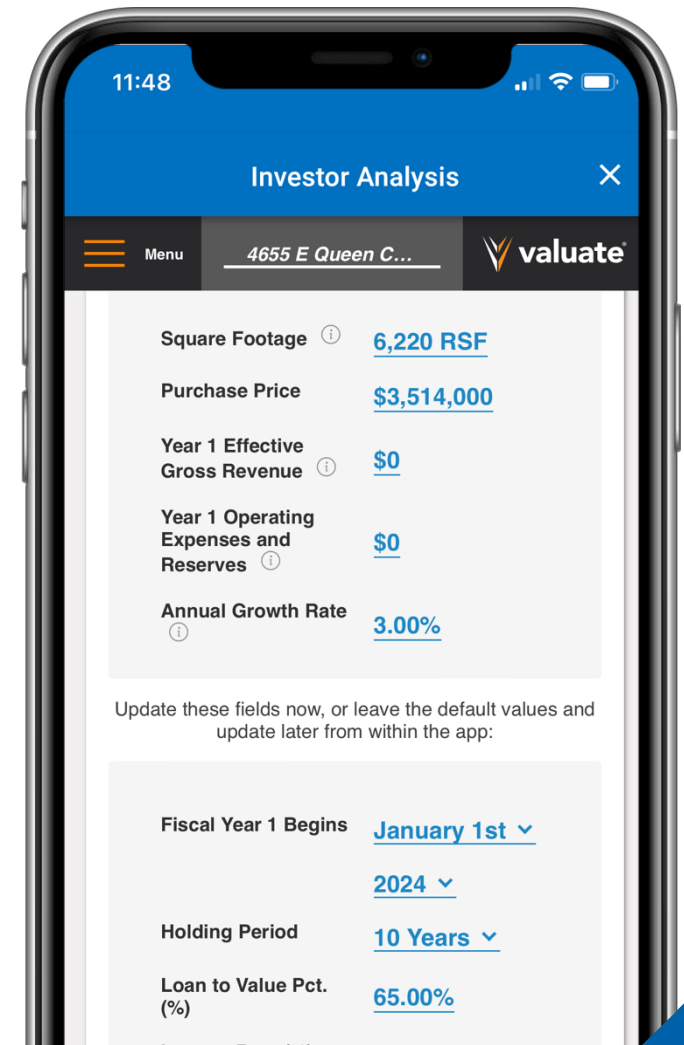 11:48
Investor Analysis
Menu
4655 E Queen C...
valuate
Square Footage
6,220 RSF
Purchase Price
$3,514,000
Year 1 Effective
Gross Revenue
$0
Year 1 Operating
Expenses and
Reserves
$0
Annual Growth Rate
3.00%
Update these fields now, or leave the default values and
update later from within the app:
Fiscal Year 1 Begins
January 1st
2024
Holding Period
10 Years
Loan to Value Pct.
(%)
65.00%